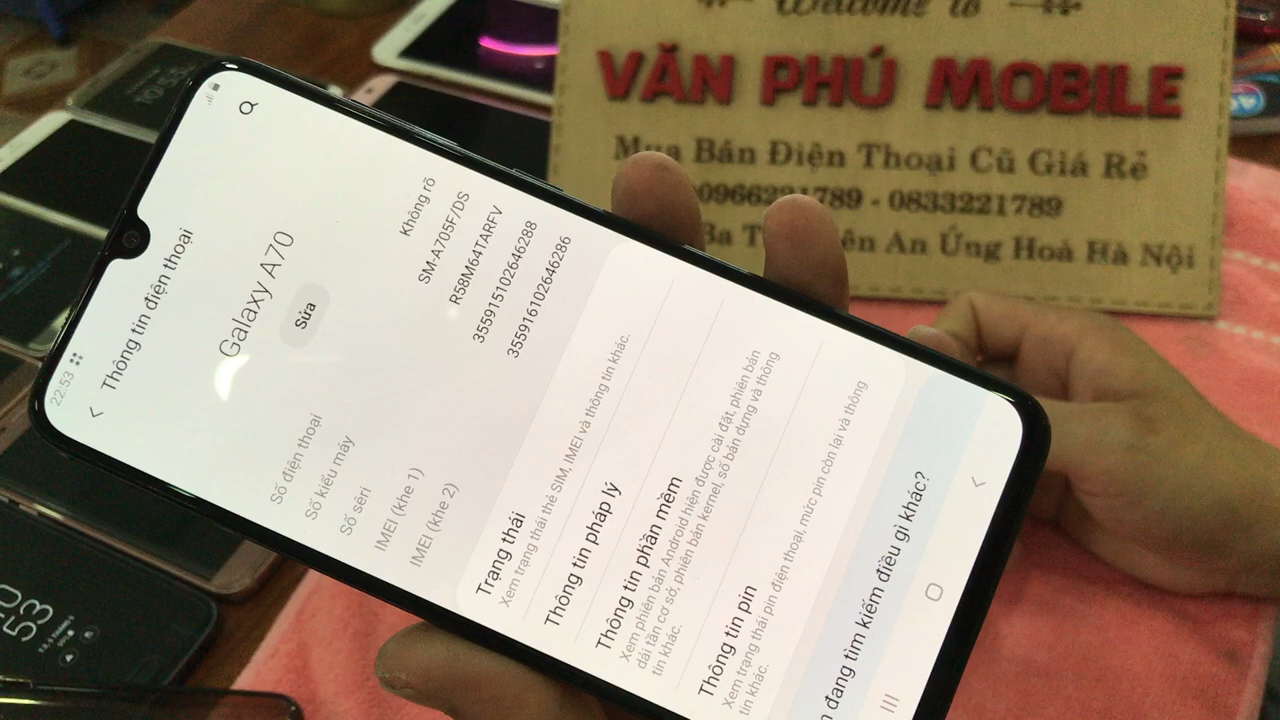 Welcome to
VĂN PHÚ MOBILE
Mua Bán Điện Thoại Cũ Giá Rẻ
0966221789 - 0833221789
Ba An Ứng Hoà Hà Nội
22:53
Thông tin điện thoại
Galaxy A70
Sửa
Số điện thoại Không rõ
Số kiểu máy SM-A705F/DS
Số sêri R58M64TARFV
IMEI (khe 1) 355915102646288
IMEI (khe 2) 355916102646286
Trạng thái
Xem trạng thái thẻ SIM, IMEI và thông tin khác.
Thông tin pháp lý
Thông tin phần mềm
Xem phiên bản Android hiện được cài đặt, phiên bản
dải tần cơ sở, phiên bản kernel, số bản dựng và thông
tin khác.
Thông tin pin
Xem trạng thái pin điện thoại, mức pin còn lại và thông
tin khác.
đang tìm kiếm điều gì khác?
53